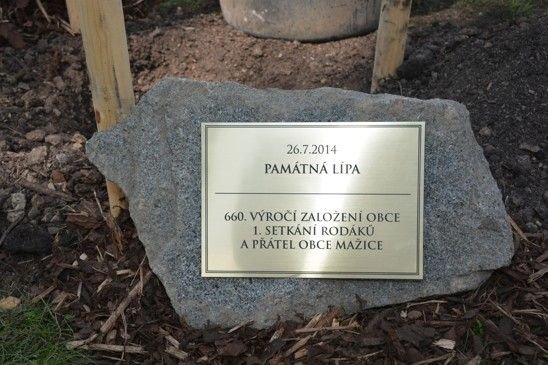 26.7.2014
PAMÁTNÁ LÍPA
660. VÝROČÍ ZALOŽENÍ OBCE
1. SETKÁNÍ RODÁKŮ
A PŘÁTEL OBCE MAŽICE